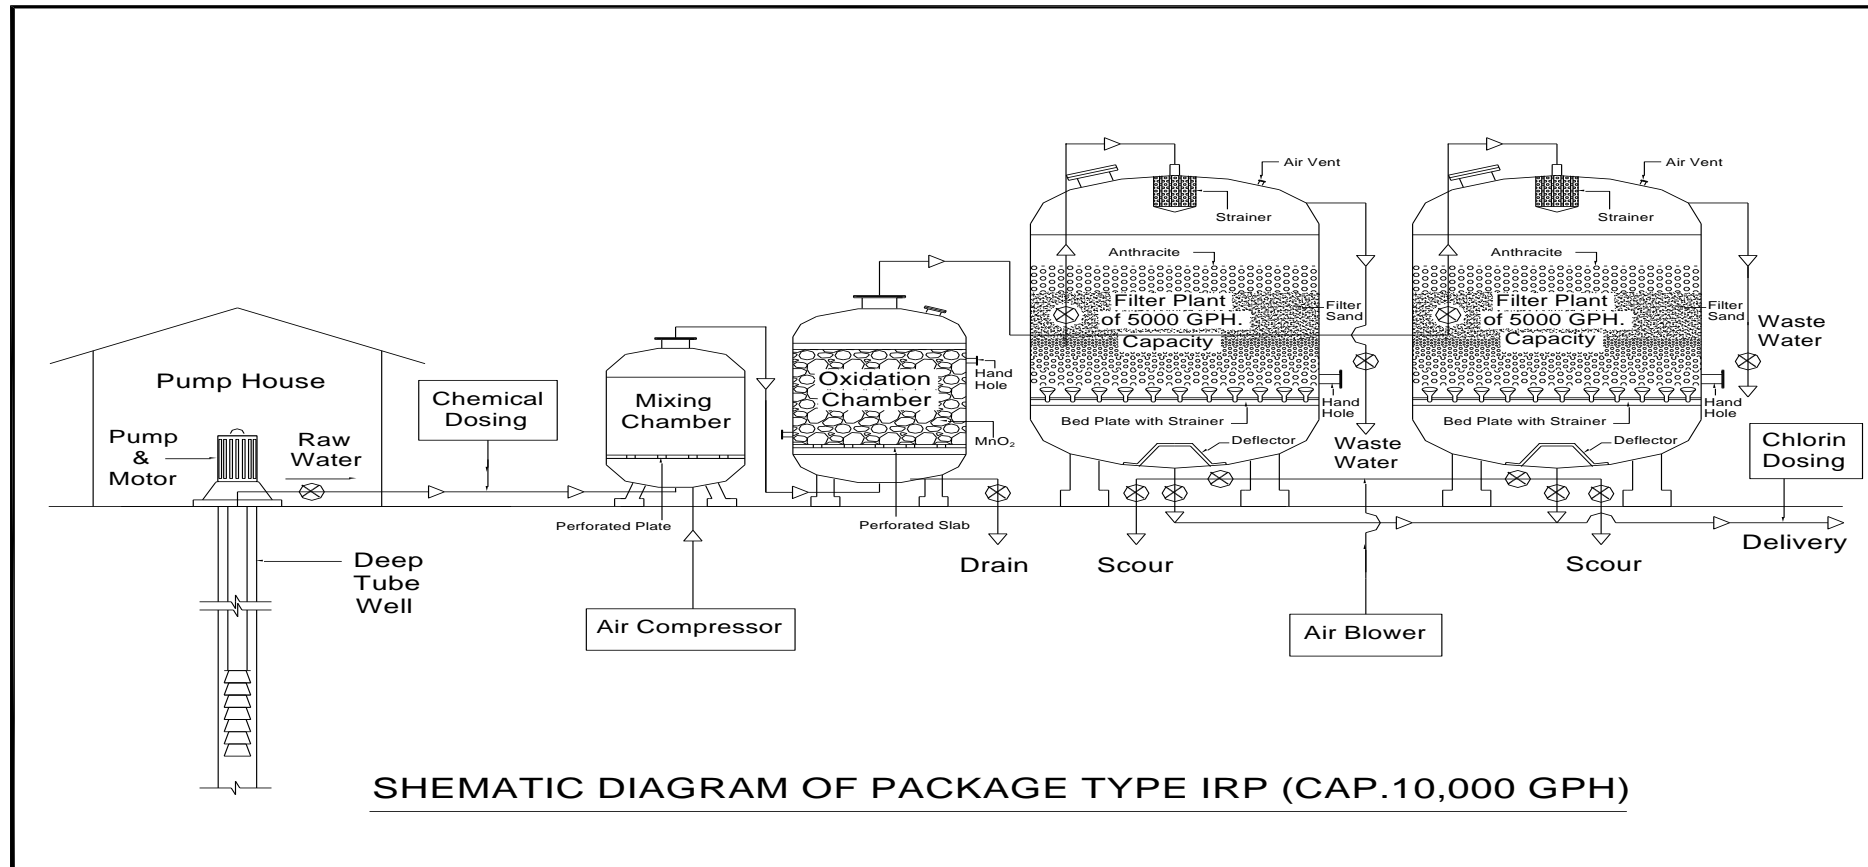 Pump House
Pump
&
Motor
Raw
Water
Deep
Tube
Well
Chemical
Dosing
Mixing
Chamber
Perforated Plate
Air Compressor
Oxidation
Chamber
Hand
Hole
MnO₂
Perforated Slab
Drain
Air Vent
Strainer
Anthracite
Filter Plant
of 5000 GPH.
Capacity
Filter
Sand
Hand
Hole
Bed Plate with Strainer
Deflector
Waste
Water
Scour
Air Blower
Air Vent
Strainer
Anthracite
Filter Plant
of 5000 GPH.
Capacity
Filter
Sand
Hand
Hole
Bed Plate with Strainer
Deflector
Waste
Water
Scour
Chlorin
Dosing
Delivery
SHEMATIC DIAGRAM OF PACKAGE TYPE IRP (CAP.10,000 GPH)